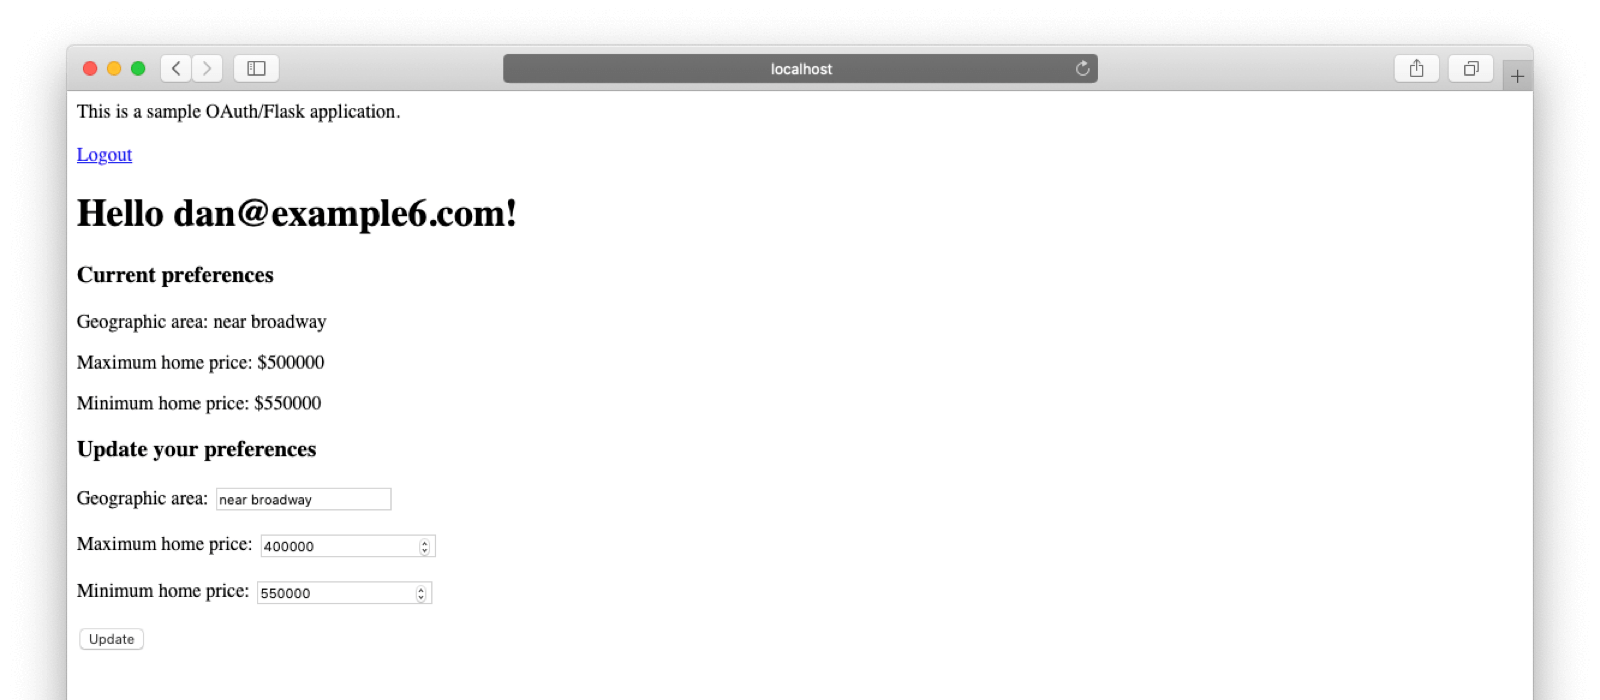 localhost
This is a sample OAuth/Flask application.
Logout
Hello dan@example6.com!
Current preferences
Geographic area: near broadway
Maximum home price: $500000
Minimum home price: $550000
Update your preferences
Geographic area: near broadway
Maximum home price: 400000
Minimum home price: 550000
Update